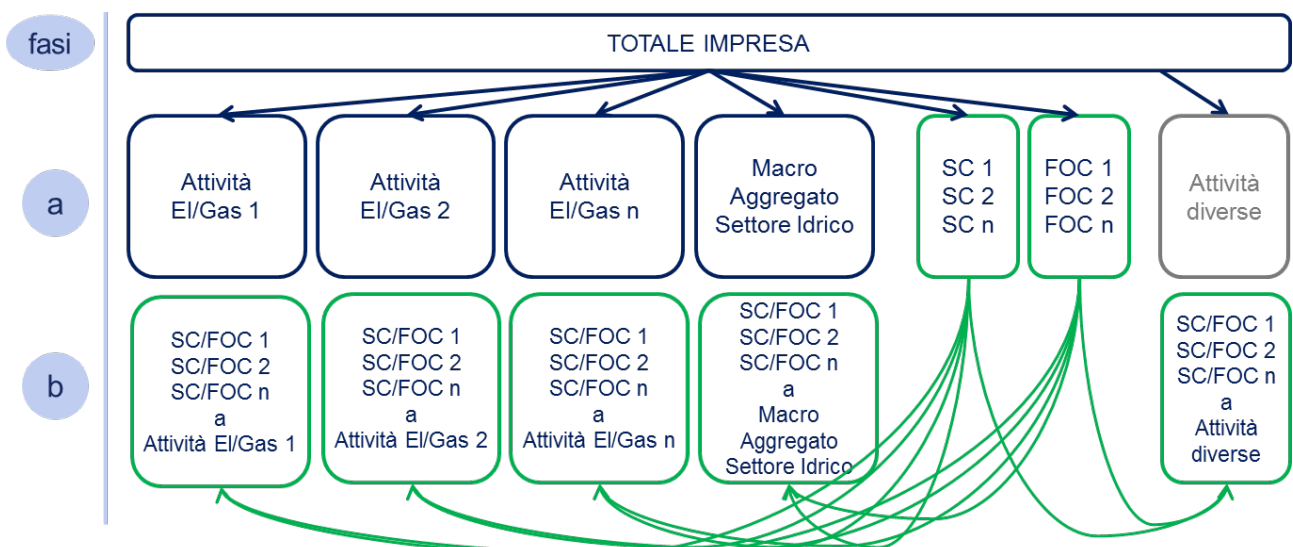 fasi
TOTALE IMPRESA
a
Attività
El/Gas 1
Attività
El/Gas 2
Attività
El/Gas n
Macro
Aggregato
Settore Idrico
SC 1
SC 2
SC n
FOC 1
FOC 2
FOC n
Attività
diverse
b
SC/FOC 1
SC/FOC 2
SC/FOC n
a
Attività El/Gas 1
SC/FOC 1
SC/FOC 2
SC/FOC n
a
Attività El/Gas 2
SC/FOC 1
SC/FOC 2
SC/FOC n
a
Attività El/Gas n
SC/FOC 1
SC/FOC 2
SC/FOC n
a
Macro
Aggregato
Settore Idrico
SC/FOC 1
SC/FOC 2
SC/FOC n
a
Attività
diverse